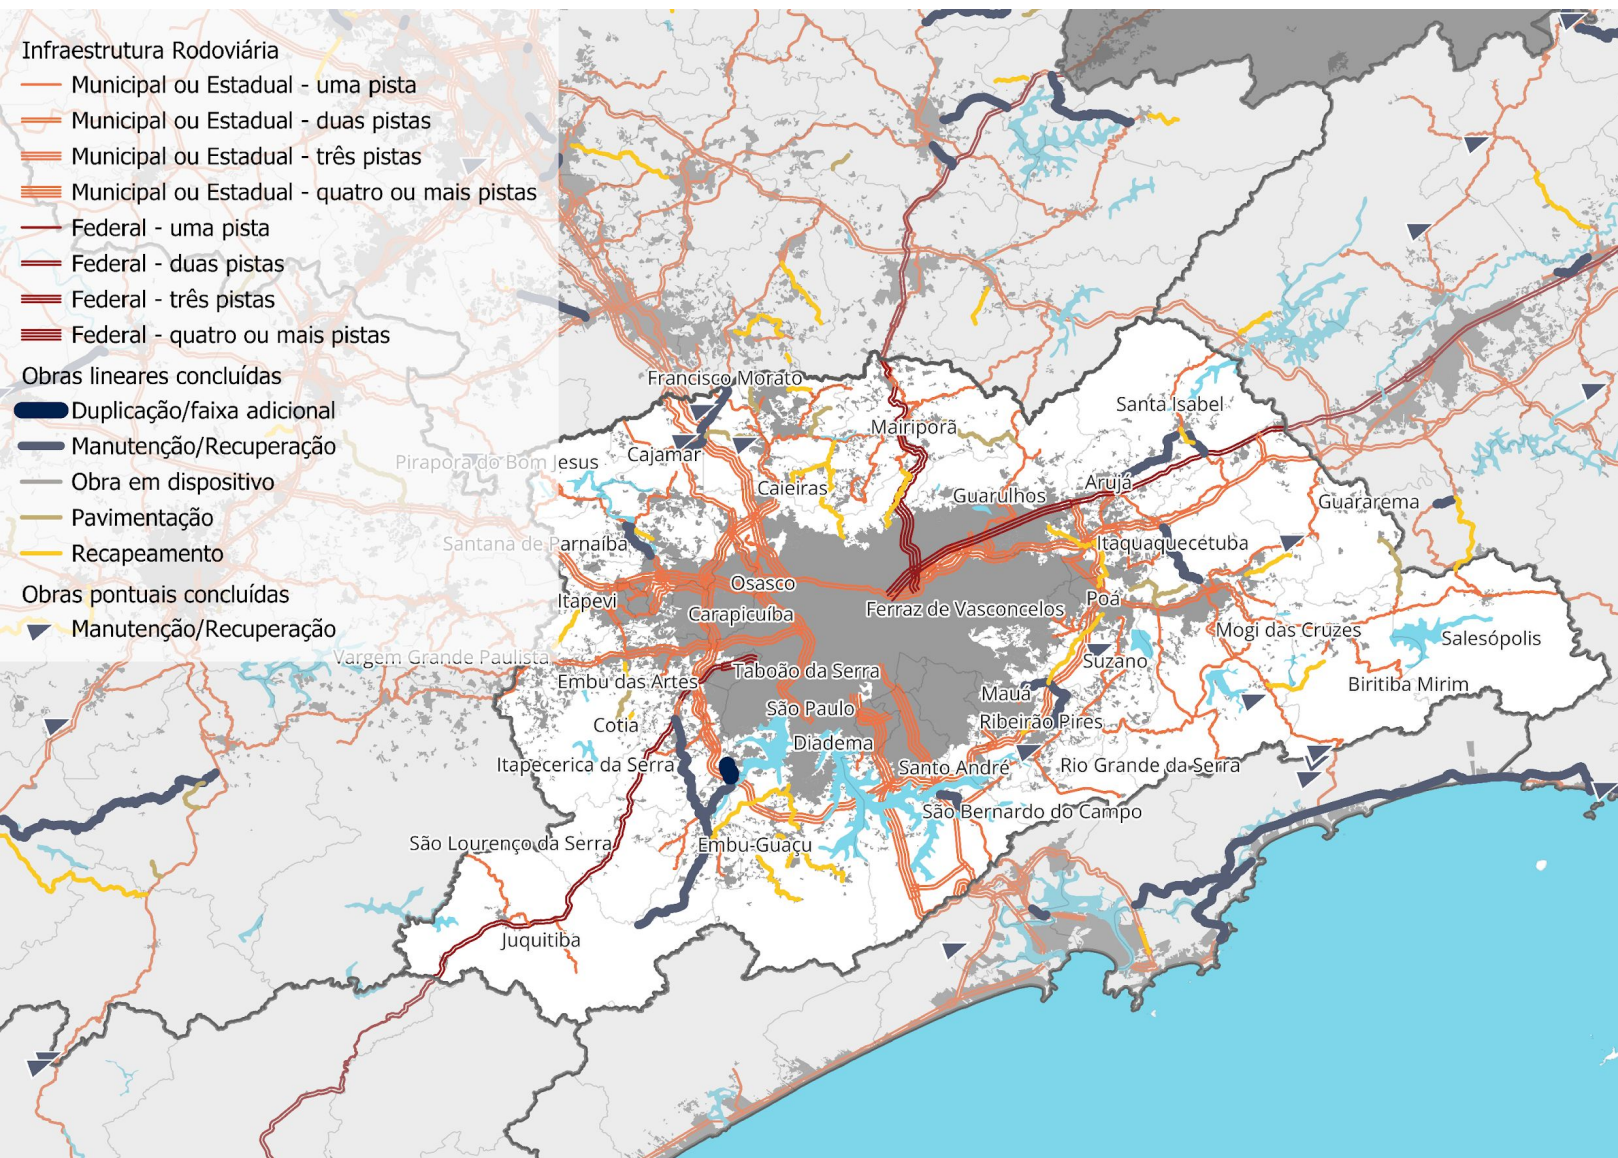 Infraestrutura Rodoviária
Municipal ou Estadual - uma pista
Municipal ou Estadual - duas pistas
Municipal ou Estadual - três pistas
Municipal ou Estadual - quatro ou mais pistas
Federal - uma pista
Federal - duas pistas
Federal - três pistas
Federal - quatro ou mais pistas
Obras lineares concluídas
Duplicação/faixa adicional
Manutenção/Recuperação
Obra em dispositivo
Pavimentação
Recapeamento
Obras pontuais concluídas
Manutenção/Recuperação
Francisco Morato
Santa Isabel
Mairiporã
Cajamar
Pirapora do Bom Jesus
Caieiras
Guarulhos
Arujá
Guararema
Santana de Parnaíba
Itaquaquecetuba
Osasco
Itapevi
Carapicuíba
Ferraz de Vasconcelos
Poá
Mogi das Cruzes
Salesópolis
Vargem Grande Paulista
Taboão da Serra
Suzano
Embu das Artes
Biritiba Mirim
Mauá
São Paulo
Ribeirão Pires
Cotia
Diadema
Itapecerica da Serra
Santo André
Rio Grande da Serra
São Bernardo do Campo
São Lourenço da Serra
Embu-Guaçu
Juquitiba